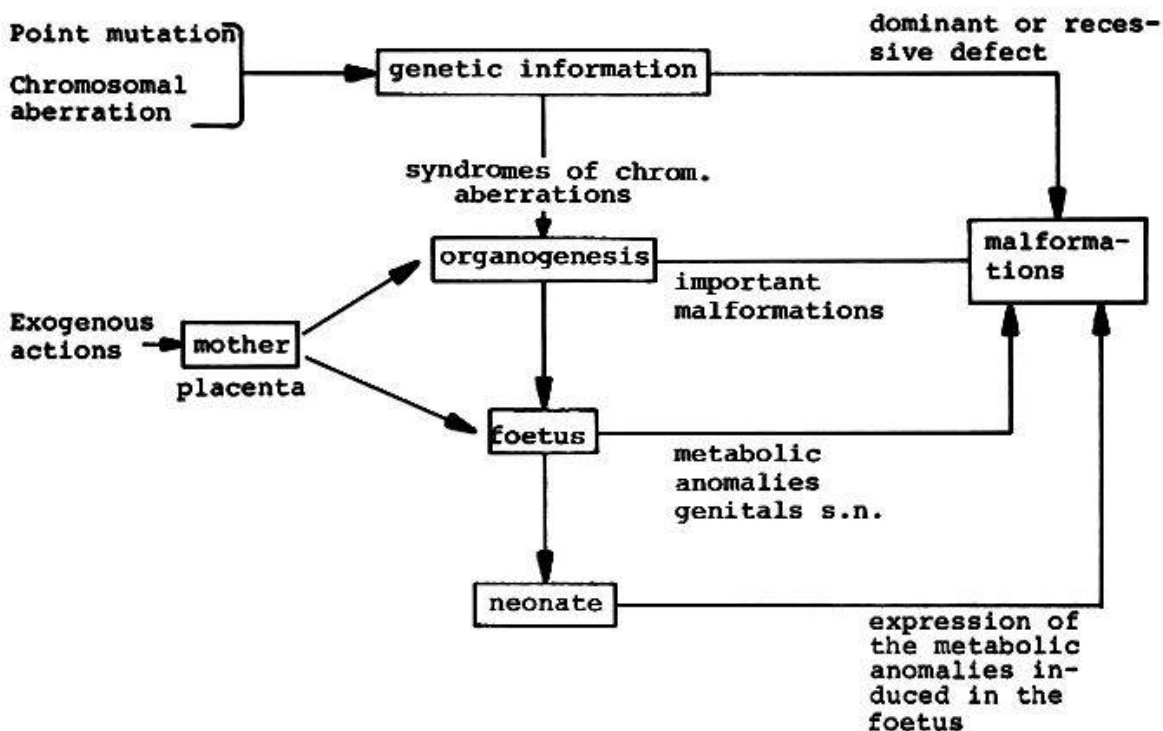 Point mutation
Chromosomal
aberration
genetic information
dominant or reces-
sive defect
syndromes of chrom.
aberrations
organogenesis
important
malformations
malforma-
tions
Exogenous
actions
mother
placenta
foetus
metabolic
anomalies
genitals s.n.
neonate
expression of
the metabolic
anomalies in-
duced in the
foetus